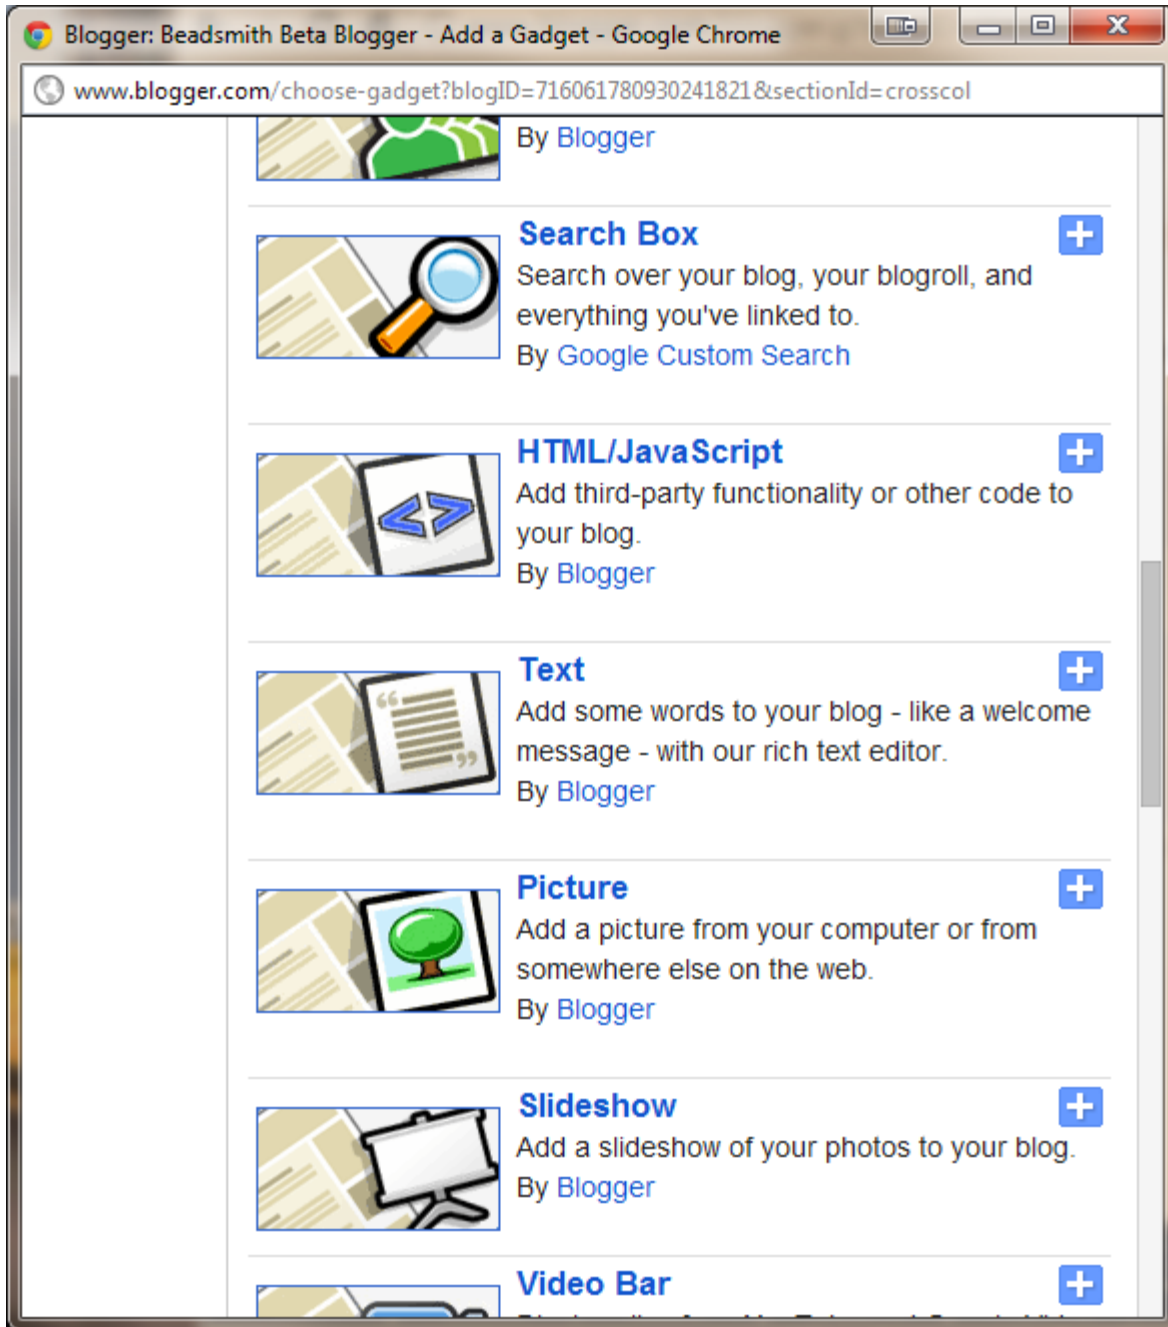 Blogger: Beadsmith Beta Blogger - Add a Gadget - Google Chrome
www.blogger.com/choose-gadget?blogID=716061780930241821&sectionId=crosscol
By Blogger
Search Box
Search over your blog, your blogroll, and
everything you've linked to.
By Google Custom Search
HTML/JavaScript
Add third-party functionality or other code to
your blog.
By Blogger
Text
Add some words to your blog - like a welcome
message - with our rich text editor.
By Blogger
Picture
Add a picture from your computer or from
somewhere else on the web.
By Blogger
Slideshow
Add a slideshow of your photos to your blog.
By Blogger
Video Bar